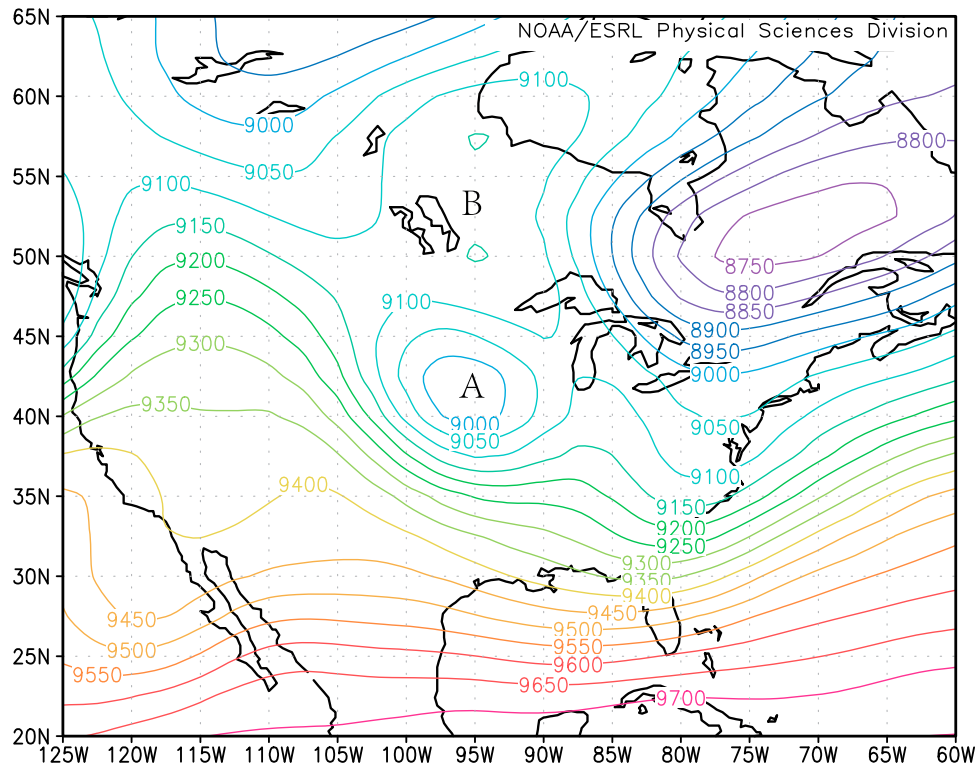 65N
NOAA/ESRL Physical Sciences Division
9100
60N
9000
8800
9050
55N
9100
B
9150
50N
9200
8750
9250
9100
8800
8850
45N
8900
9300
8950
9000
A
9350
40N
9000
9050
9050
9100
9400
35N
9150
9200
9250
9300
30N
9350
9400
9450
9450
9500
9500
9550
25N
9600
9550
9650
9700
20N
125W 120W 115W 110W 105W 100W 95W 90W 85W 80W 75W 70W 65W 60W